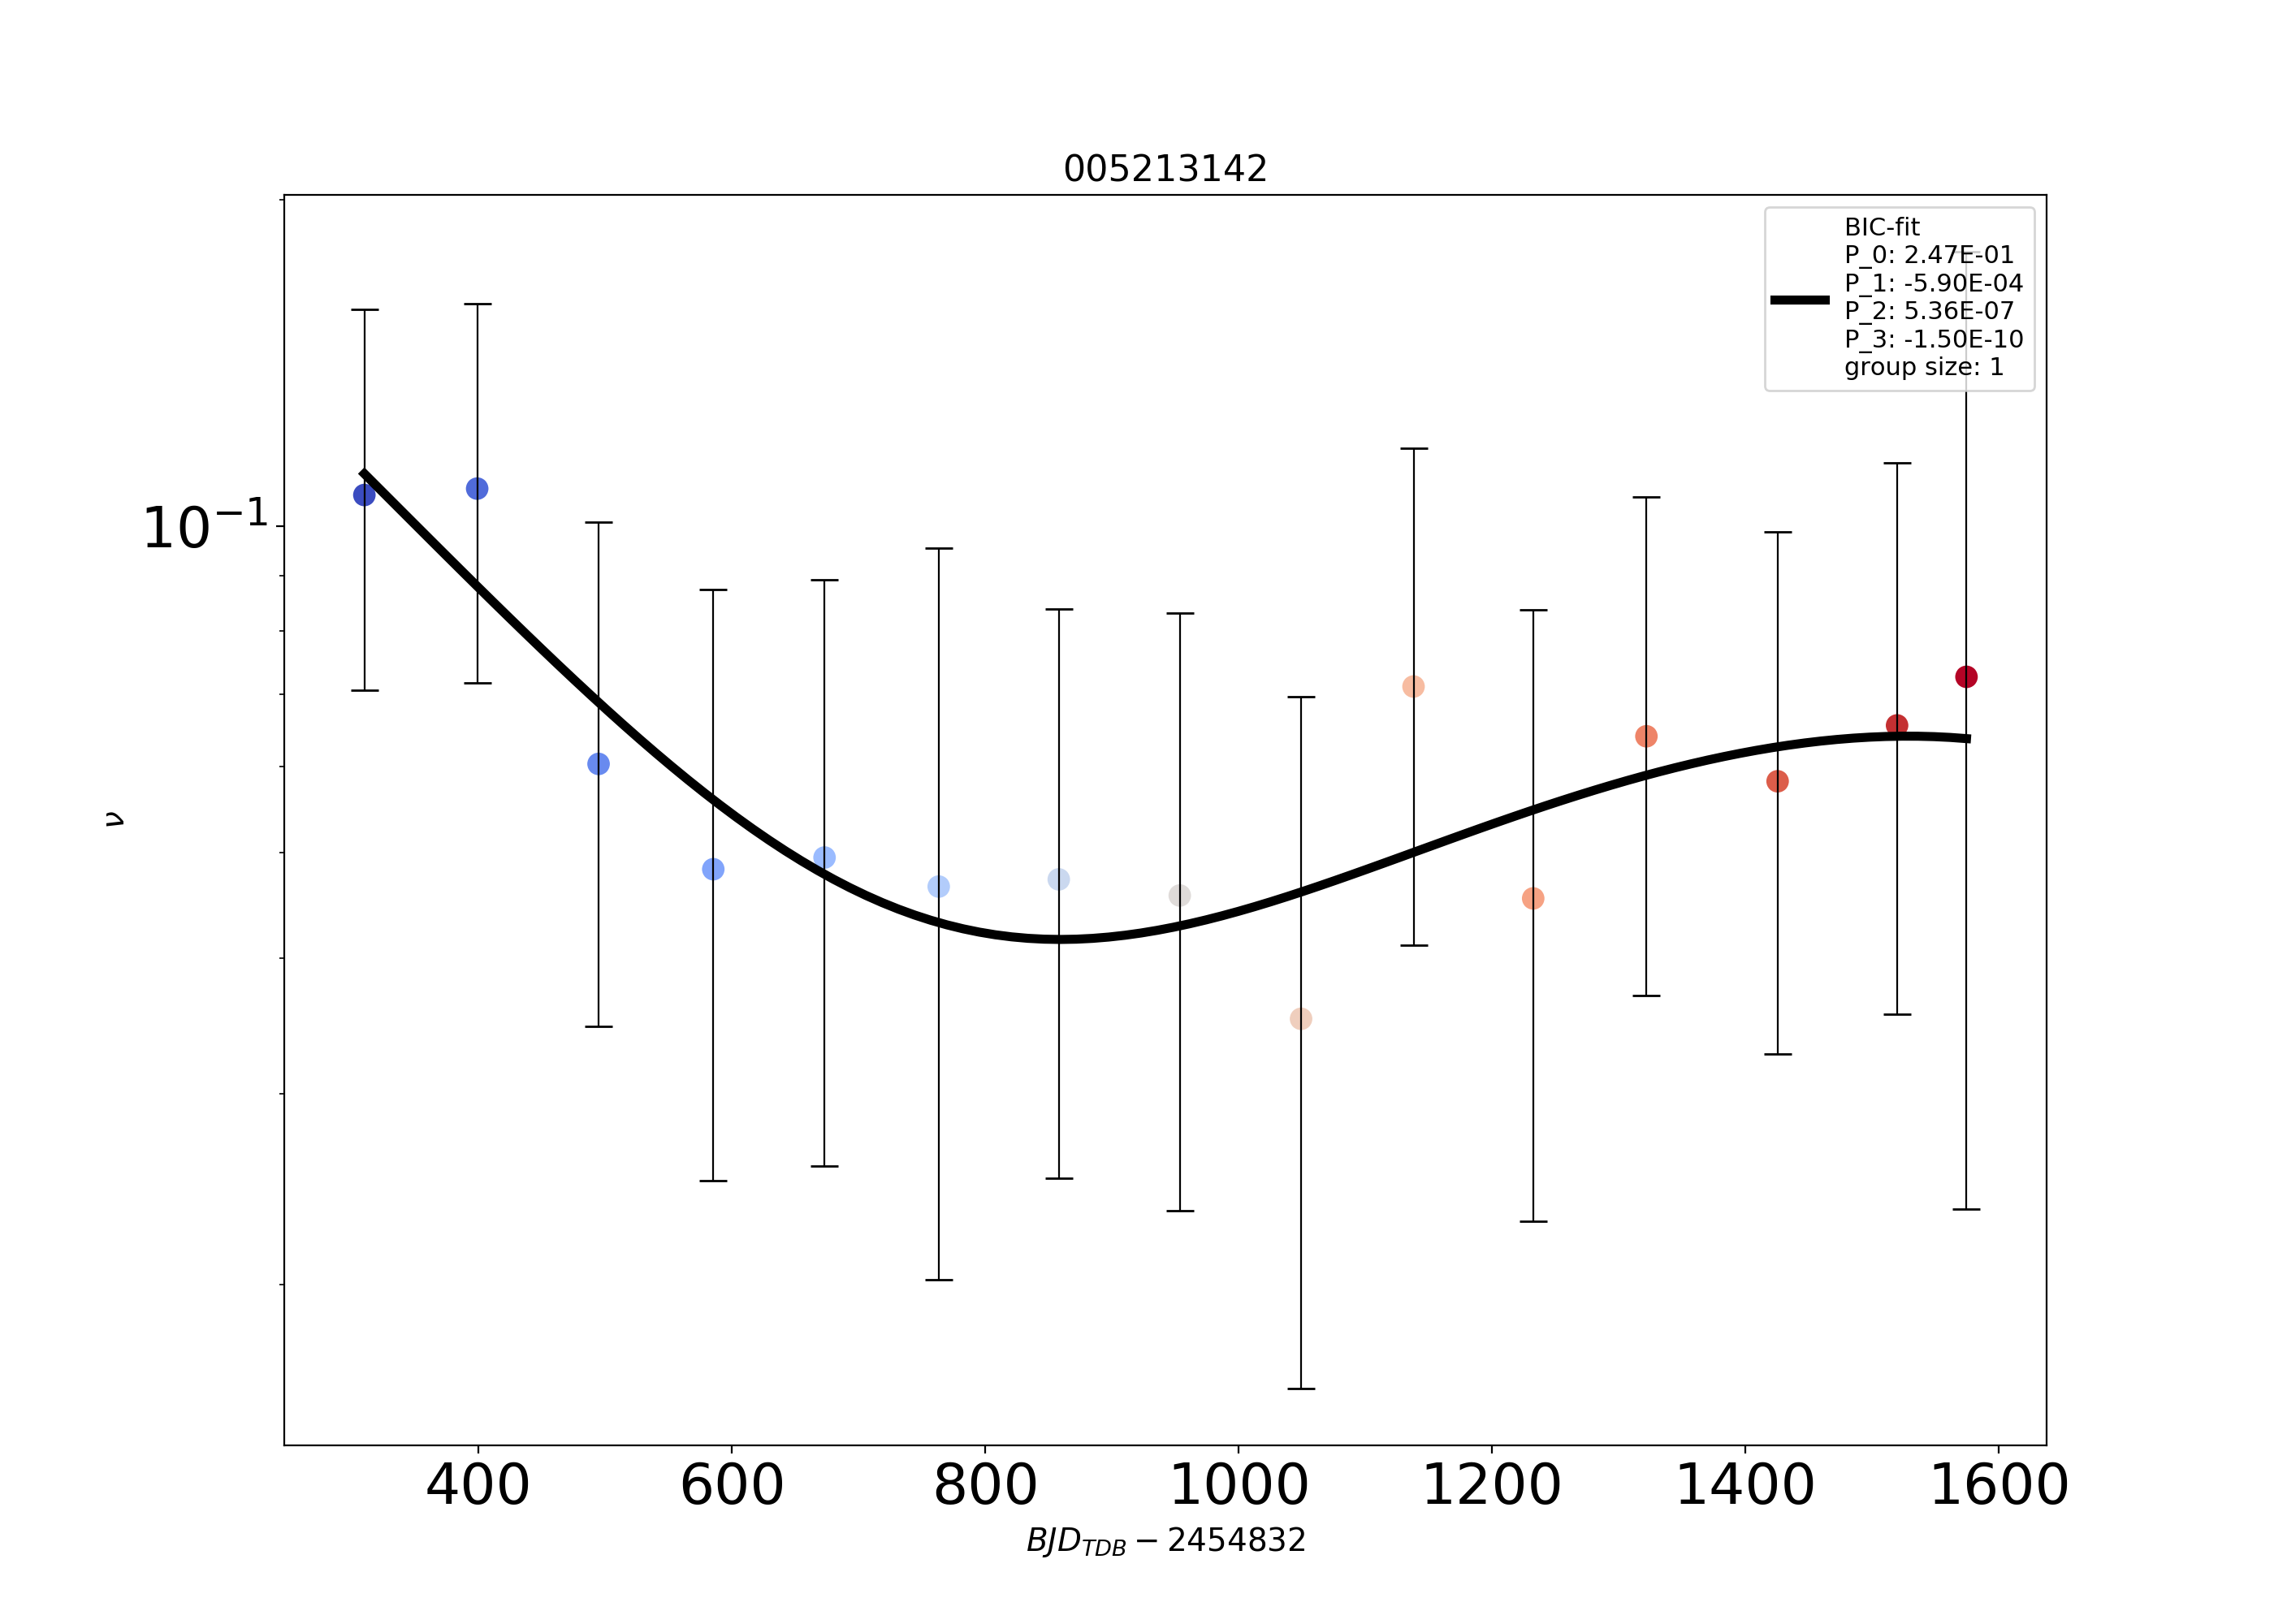 005213142
BIC-fit
P_0: 2.47E-01
P_1: -5.90E-04
P_2: 5.36E-07
P_3: -1.50E-10
group size: 1
10⁻¹
ν
400 600 800 1000 1200 1400 1600
BJD_TDB − 2454832